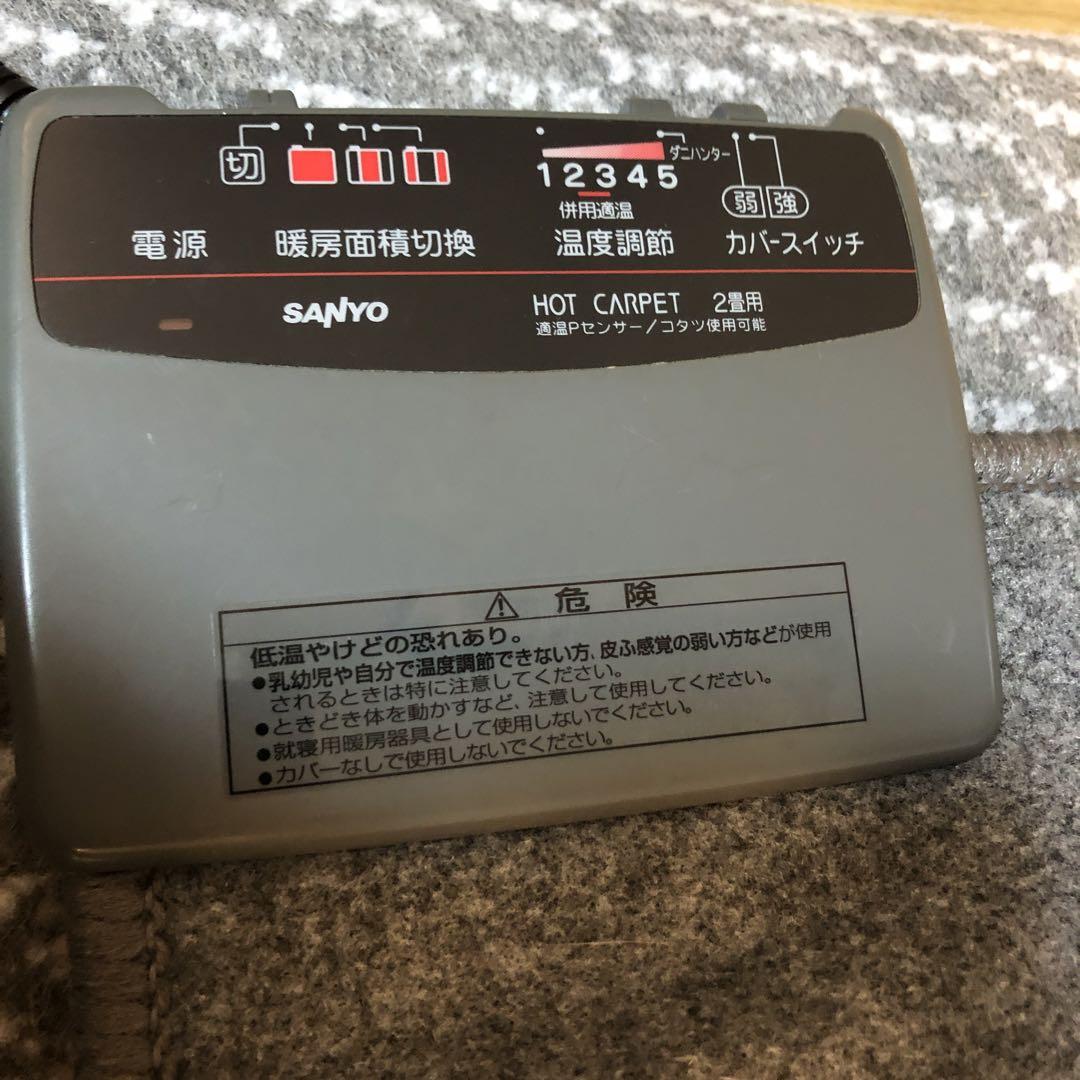 切
ダニハンター
1 2 3 4 5
弱 強
併用適温
電源 暖房面積切換 温度調節 カバースイッチ
SANYO
HOT CARPET 2畳用
適温Pセンサー/コタツ使用可能
⚠ 危険
低温やけどの恐れあり。
●乳幼児や自分で温度調節できない方、皮ふ感覚の弱い方などが使用
されるときは特に注意してください。
●ときどき体を動かすなど、注意して使用してください。
●就寝用暖房器具として使用しないでください。
●カバーなしで使用しないでください。